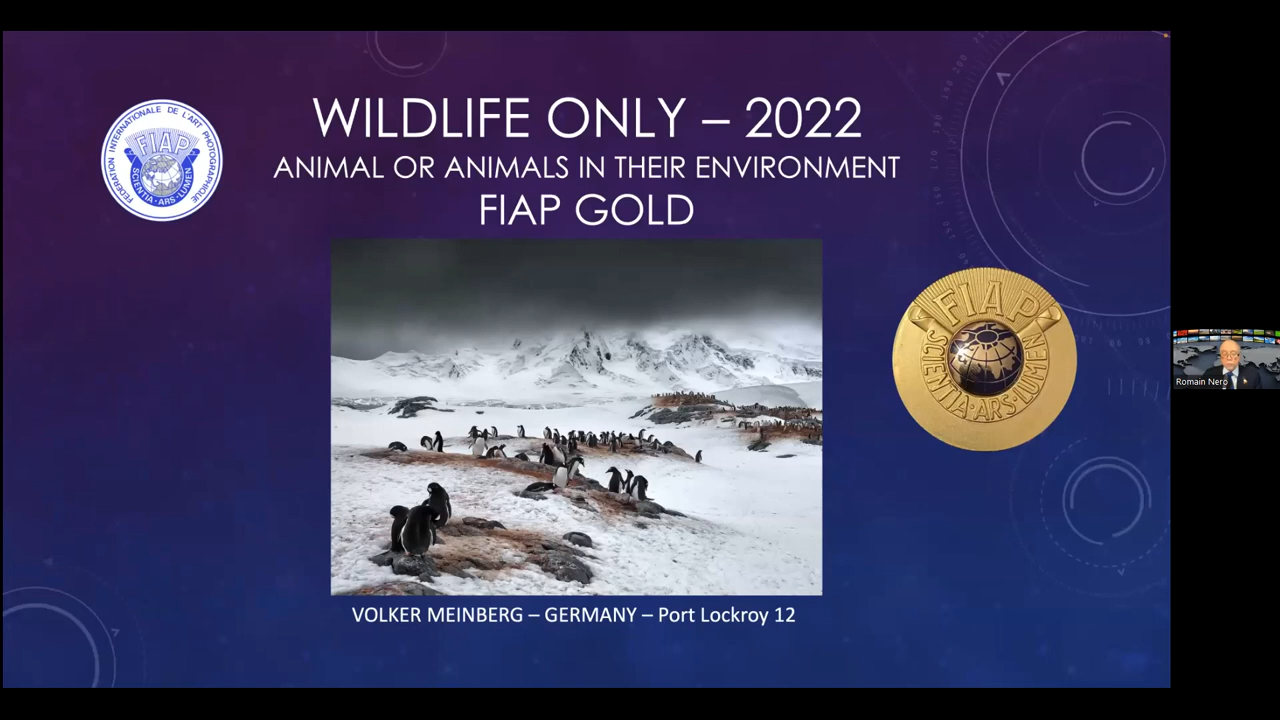 WILDLIFE ONLY – 2022
ANIMAL OR ANIMALS IN THEIR ENVIRONMENT
FIAP GOLD
FÉDÉRATION INTERNATIONALE DE L'ART PHOTOGRAPHIQUE
FIAP
SCIENTIA · ARS · LUMEN
FIAP
SCIENTIA·ARS·LUMEN
VOLKER MEINBERG – GERMANY – Port Lockroy 12
Romain Nero